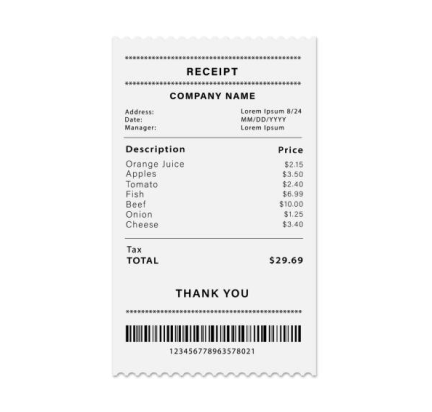 ************************************************
RECEIPT
************************************************
COMPANY NAME
Address: Lorem Ipsum 8/24
Date: MM/DD/YYYY
Manager: Lorem Ipsum
Description Price
Orange Juice $2.15
Apples $3.50
Tomato $2.40
Fish $6.99
Beef $10.00
Onion $1.25
Cheese $3.40
Tax
TOTAL $29.69
THANK YOU
************************************************
123456778963578021